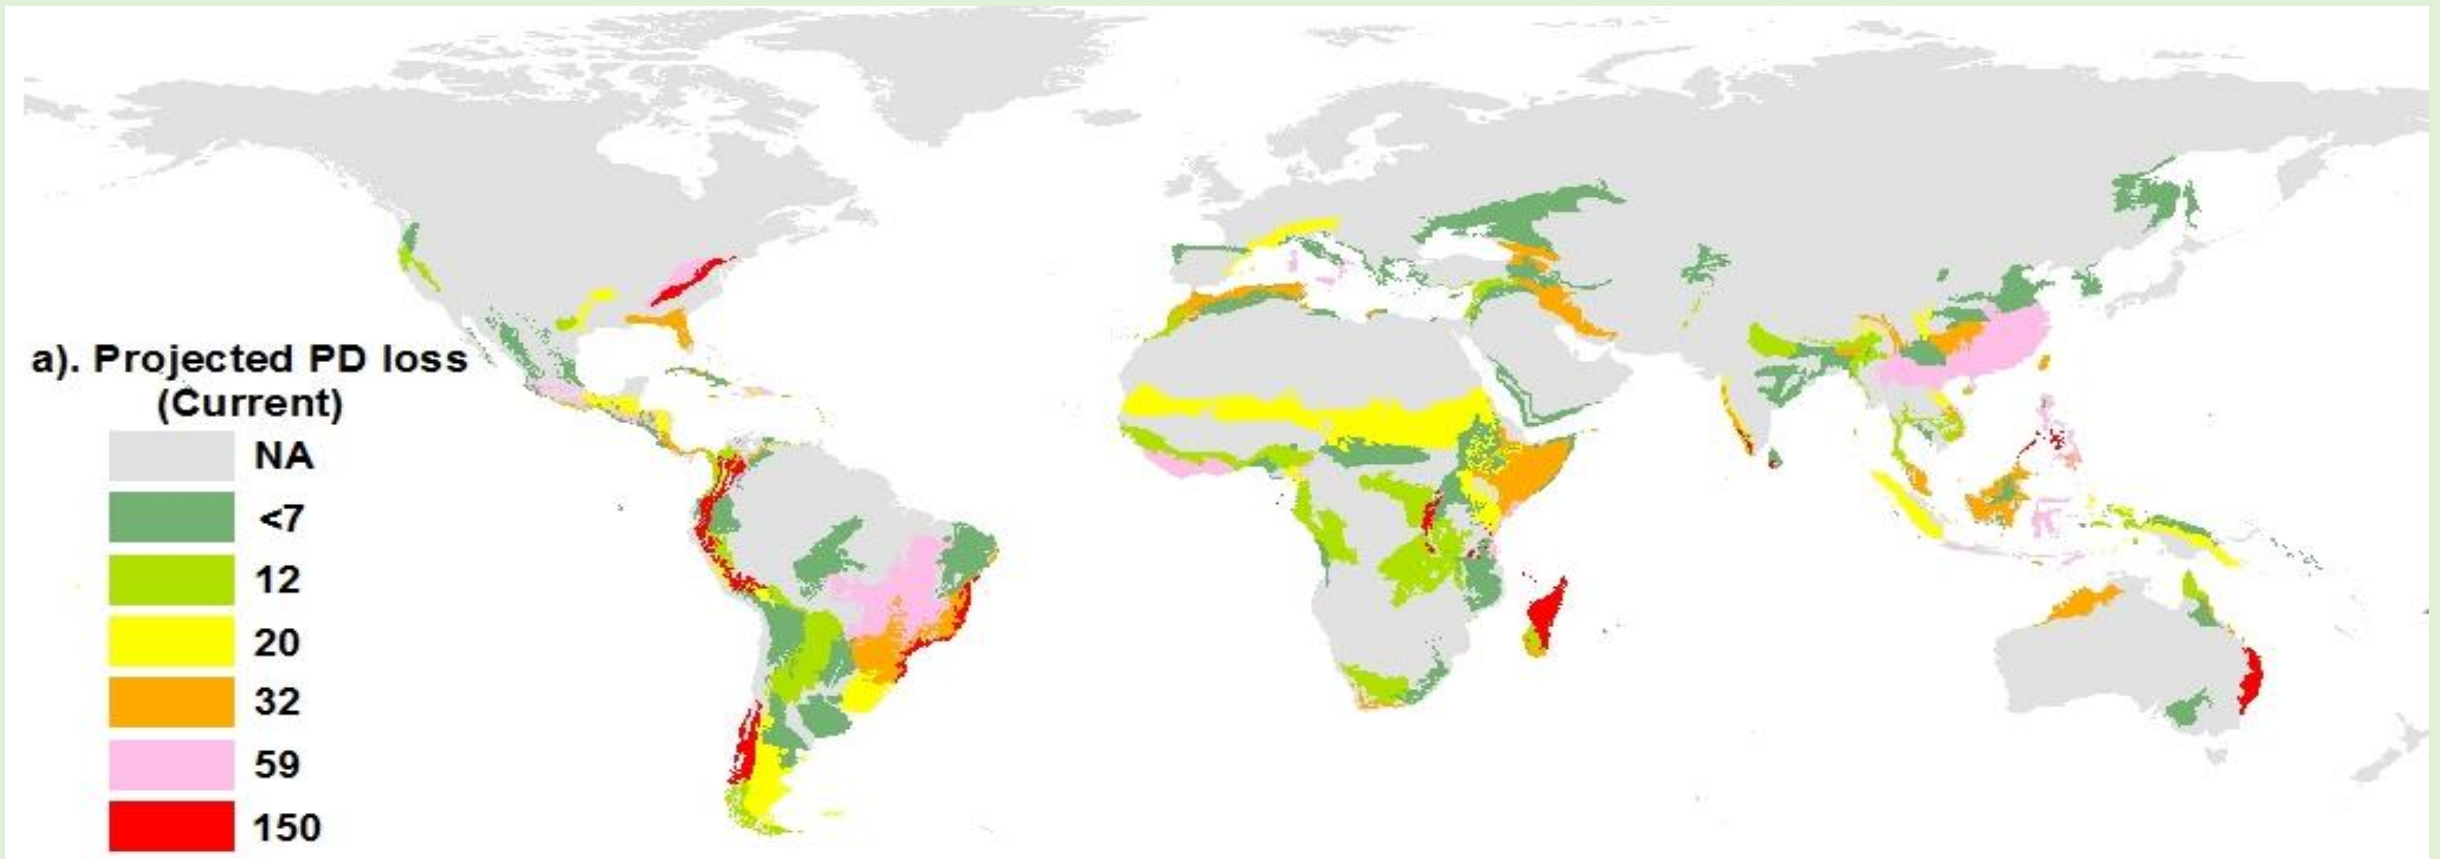 a). Projected PD loss
(Current)
NA
<7
12
20
32
59
150